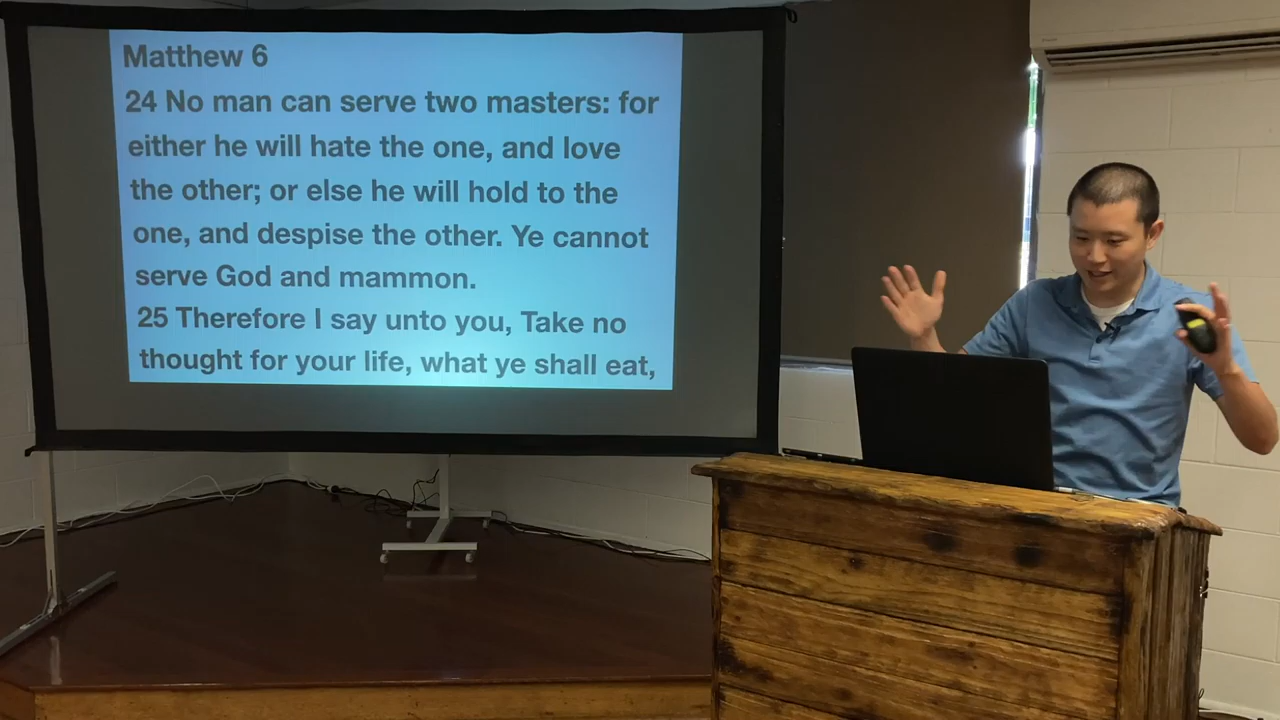 Matthew 6
24 No man can serve two masters: for
either he will hate the one, and love
the other; or else he will hold to the
one, and despise the other. Ye cannot
serve God and mammon.
25 Therefore I say unto you, Take no
thought for your life, what ye shall eat,